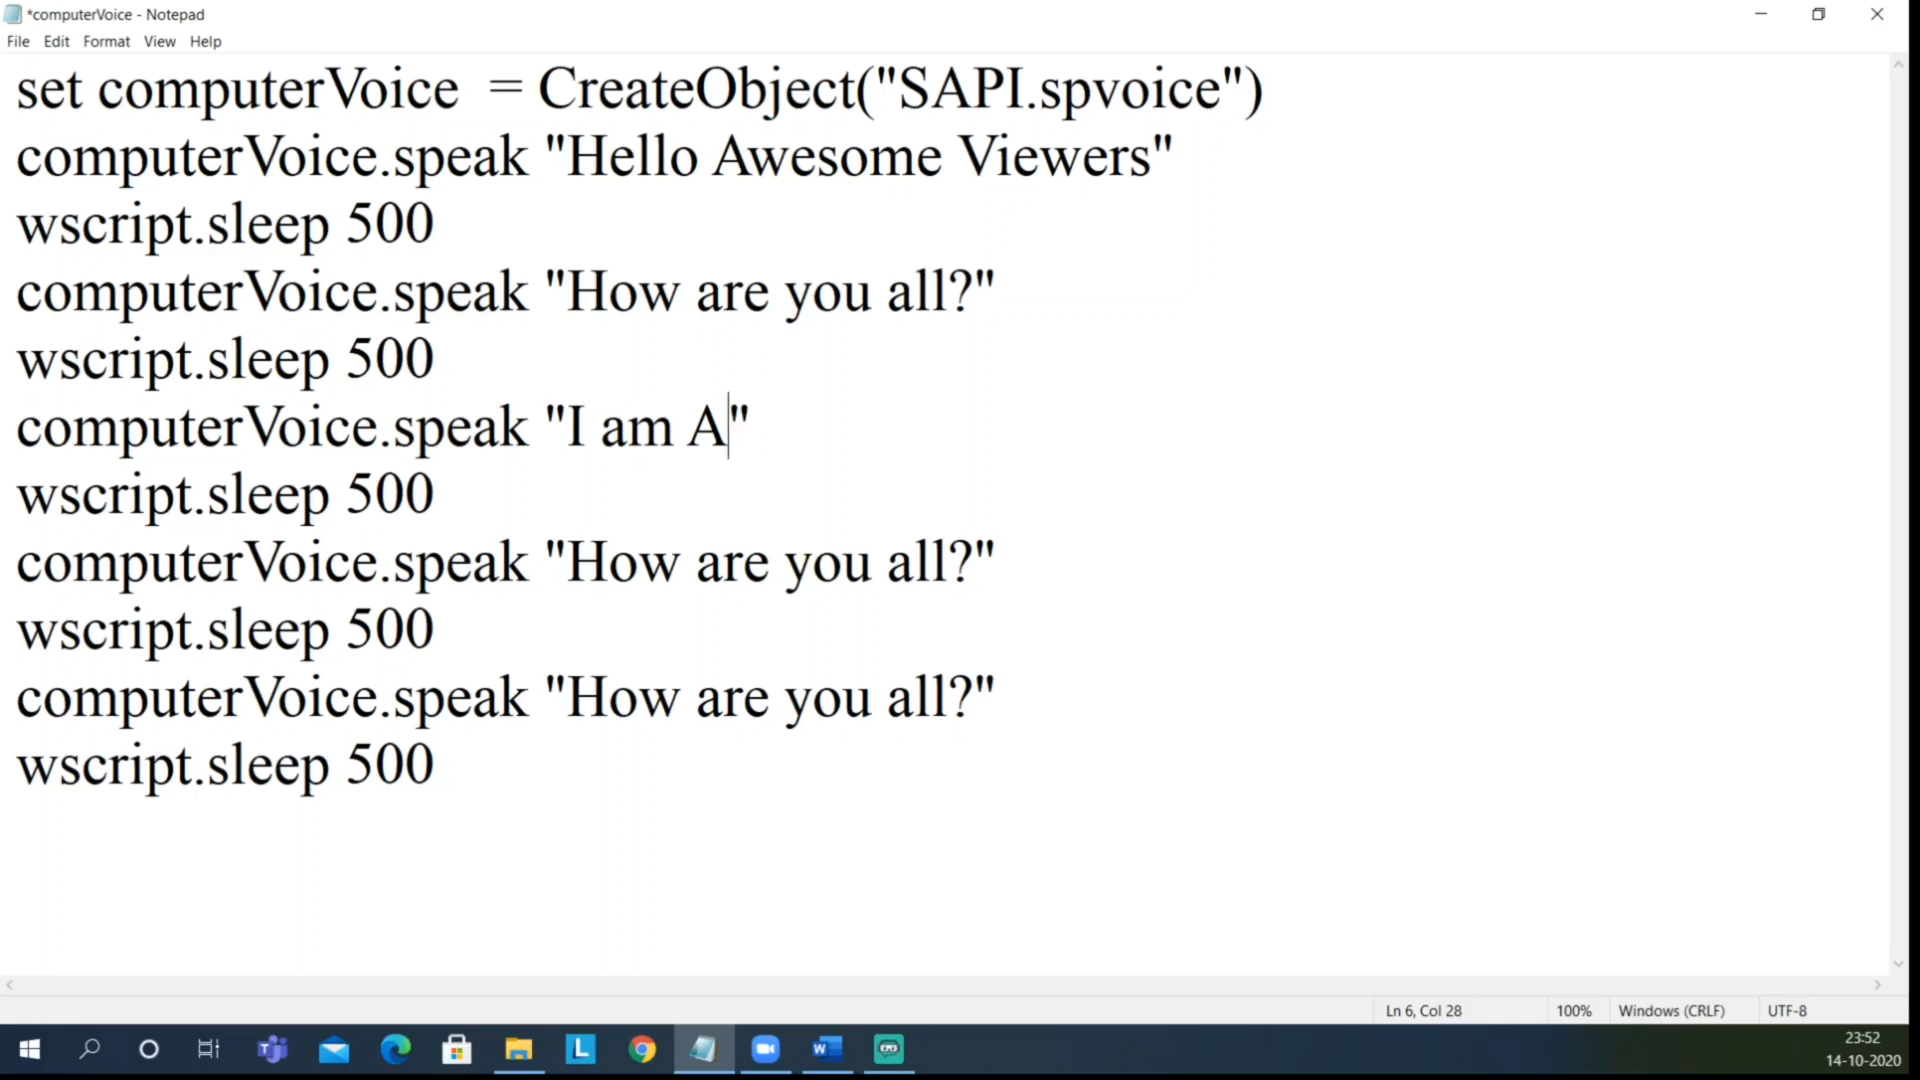 *computerVoice - Notepad
File Edit Format View Help
set computerVoice  = CreateObject("SAPI.spvoice")
computerVoice.speak "Hello Awesome Viewers"
wscript.sleep 500
computerVoice.speak "How are you all?"
wscript.sleep 500
computerVoice.speak "I am A"
wscript.sleep 500
computerVoice.speak "How are you all?"
wscript.sleep 500
computerVoice.speak "How are you all?"
wscript.sleep 500
Ln 6, Col 28 100% Windows (CRLF) UTF-8
23:52
14-10-2020